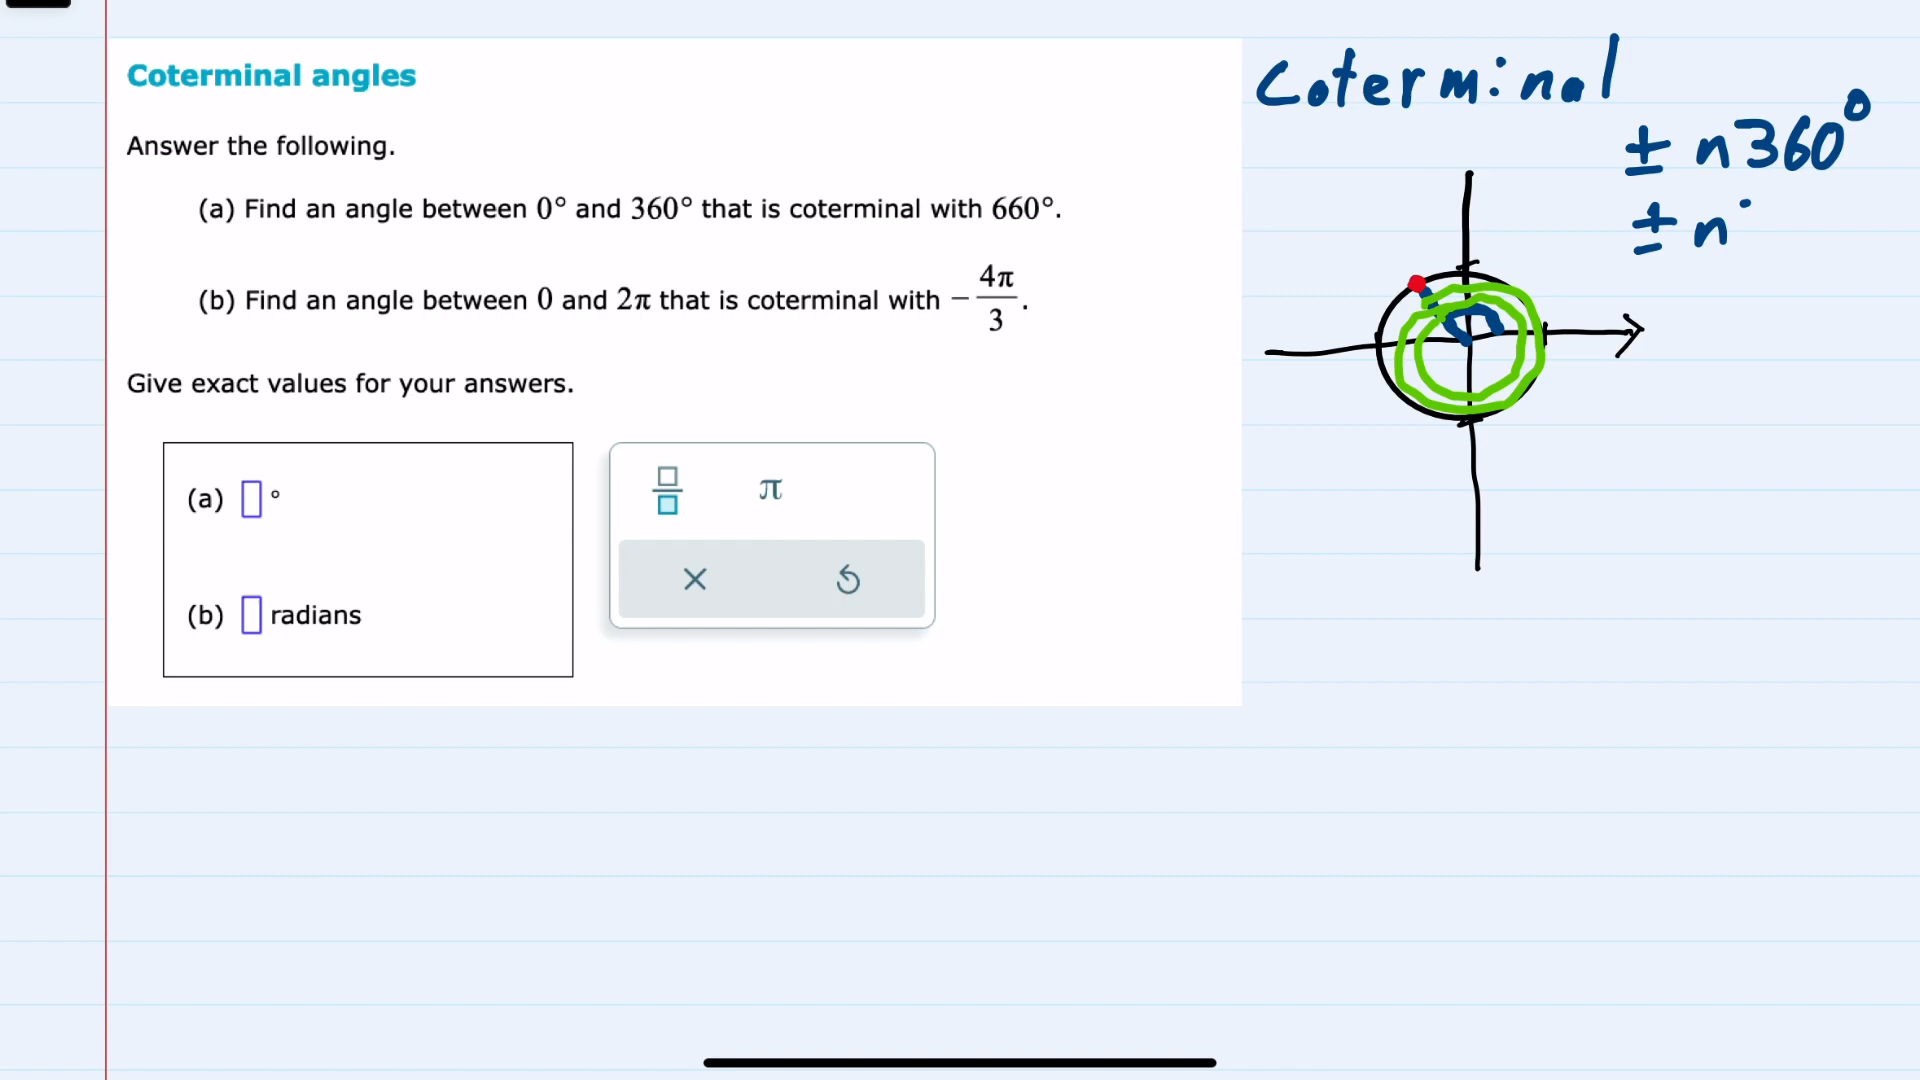 Coterminal angles
Answer the following.
(a) Find an angle between 0° and 360° that is coterminal with 660°.
(b) Find an angle between 0 and 2π that is coterminal with − 4π/3 .
Give exact values for your answers.
(a) □ °
(b) □ radians
□/□ π
× ↺
Coterminal
± n360°
± n